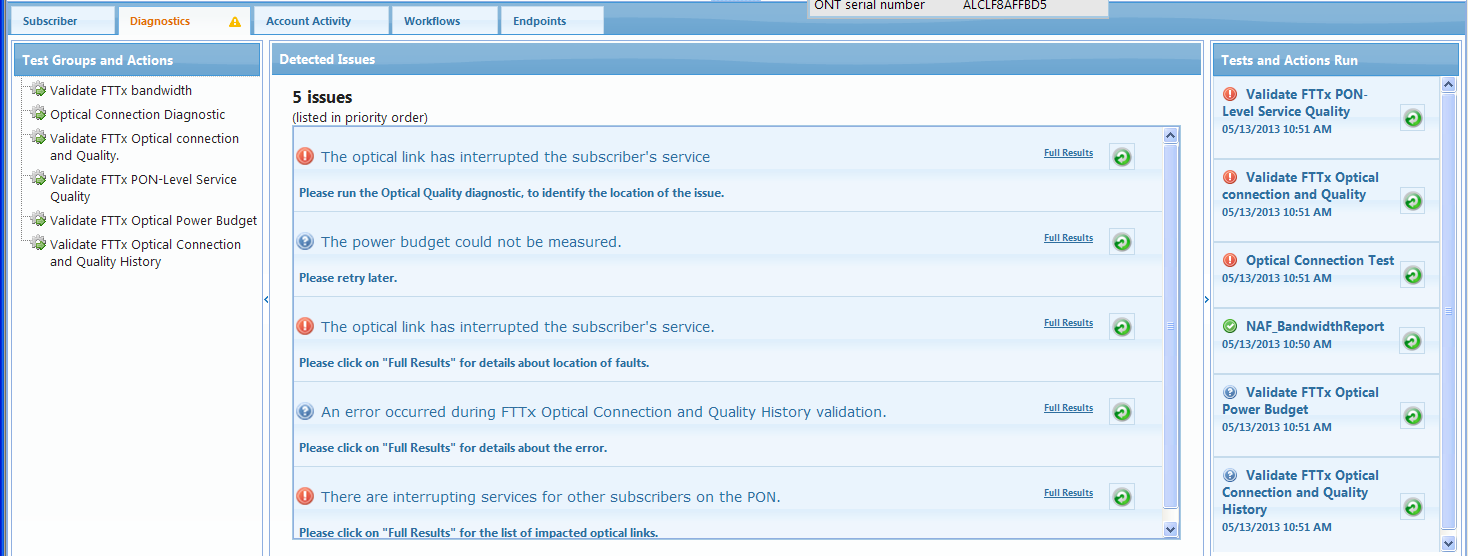 ONT serial number ALCLF8AFFBD5
Subscriber
Diagnostics
Account Activity
Workflows
Endpoints
Test Groups and Actions
Validate FTTx bandwidth
Optical Connection Diagnostic
Validate FTTx Optical connection
and Quality.
Validate FTTx PON-Level Service
Quality
Validate FTTx Optical Power Budget
Validate FTTx Optical Connection
and Quality History
Detected Issues
5 issues
(listed in priority order)
The optical link has interrupted the subscriber's service
Full Results
Please run the Optical Quality diagnostic, to identify the location of the issue.
The power budget could not be measured.
Full Results
Please retry later.
The optical link has interrupted the subscriber's service.
Full Results
Please click on "Full Results" for details about location of faults.
An error occurred during FTTx Optical Connection and Quality History validation.
Full Results
Please click on "Full Results" for details about the error.
There are interrupting services for other subscribers on the PON.
Full Results
Please click on "Full Results" for the list of impacted optical links.
Tests and Actions Run
Validate FTTx PON-
Level Service Quality
05/13/2013 10:51 AM
Validate FTTx Optical
connection and Quality
05/13/2013 10:51 AM
Optical Connection Test
05/13/2013 10:51 AM
NAF_BandwidthReport
05/13/2013 10:50 AM
Validate FTTx Optical
Power Budget
05/13/2013 10:51 AM
Validate FTTx Optical
Connection and Quality
History
05/13/2013 10:51 AM